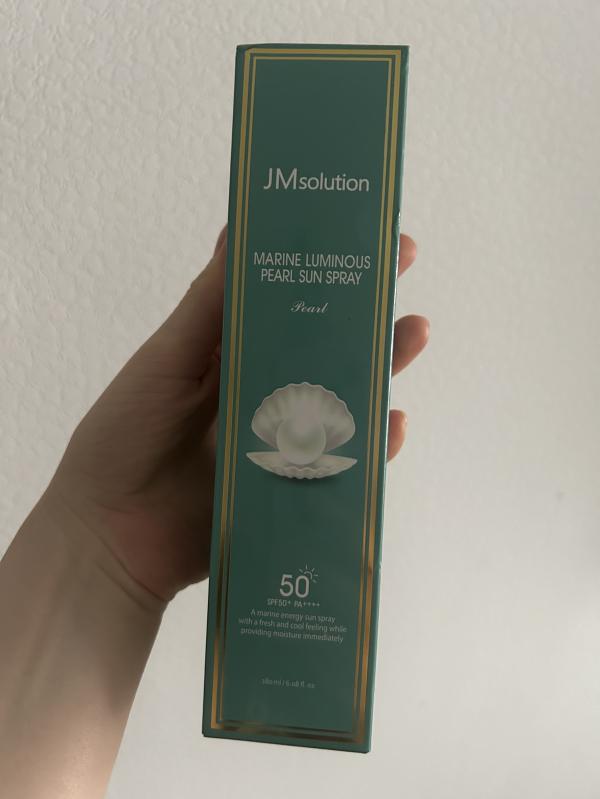 JMsolution
MARINE LUMINOUS
PEARL SUN SPRAY
Pearl
50
SPF50+ PA++++
A marine energy sun spray
with a fresh and cool feeling while
providing moisture immediately
180 ml / 6.08 fl. oz